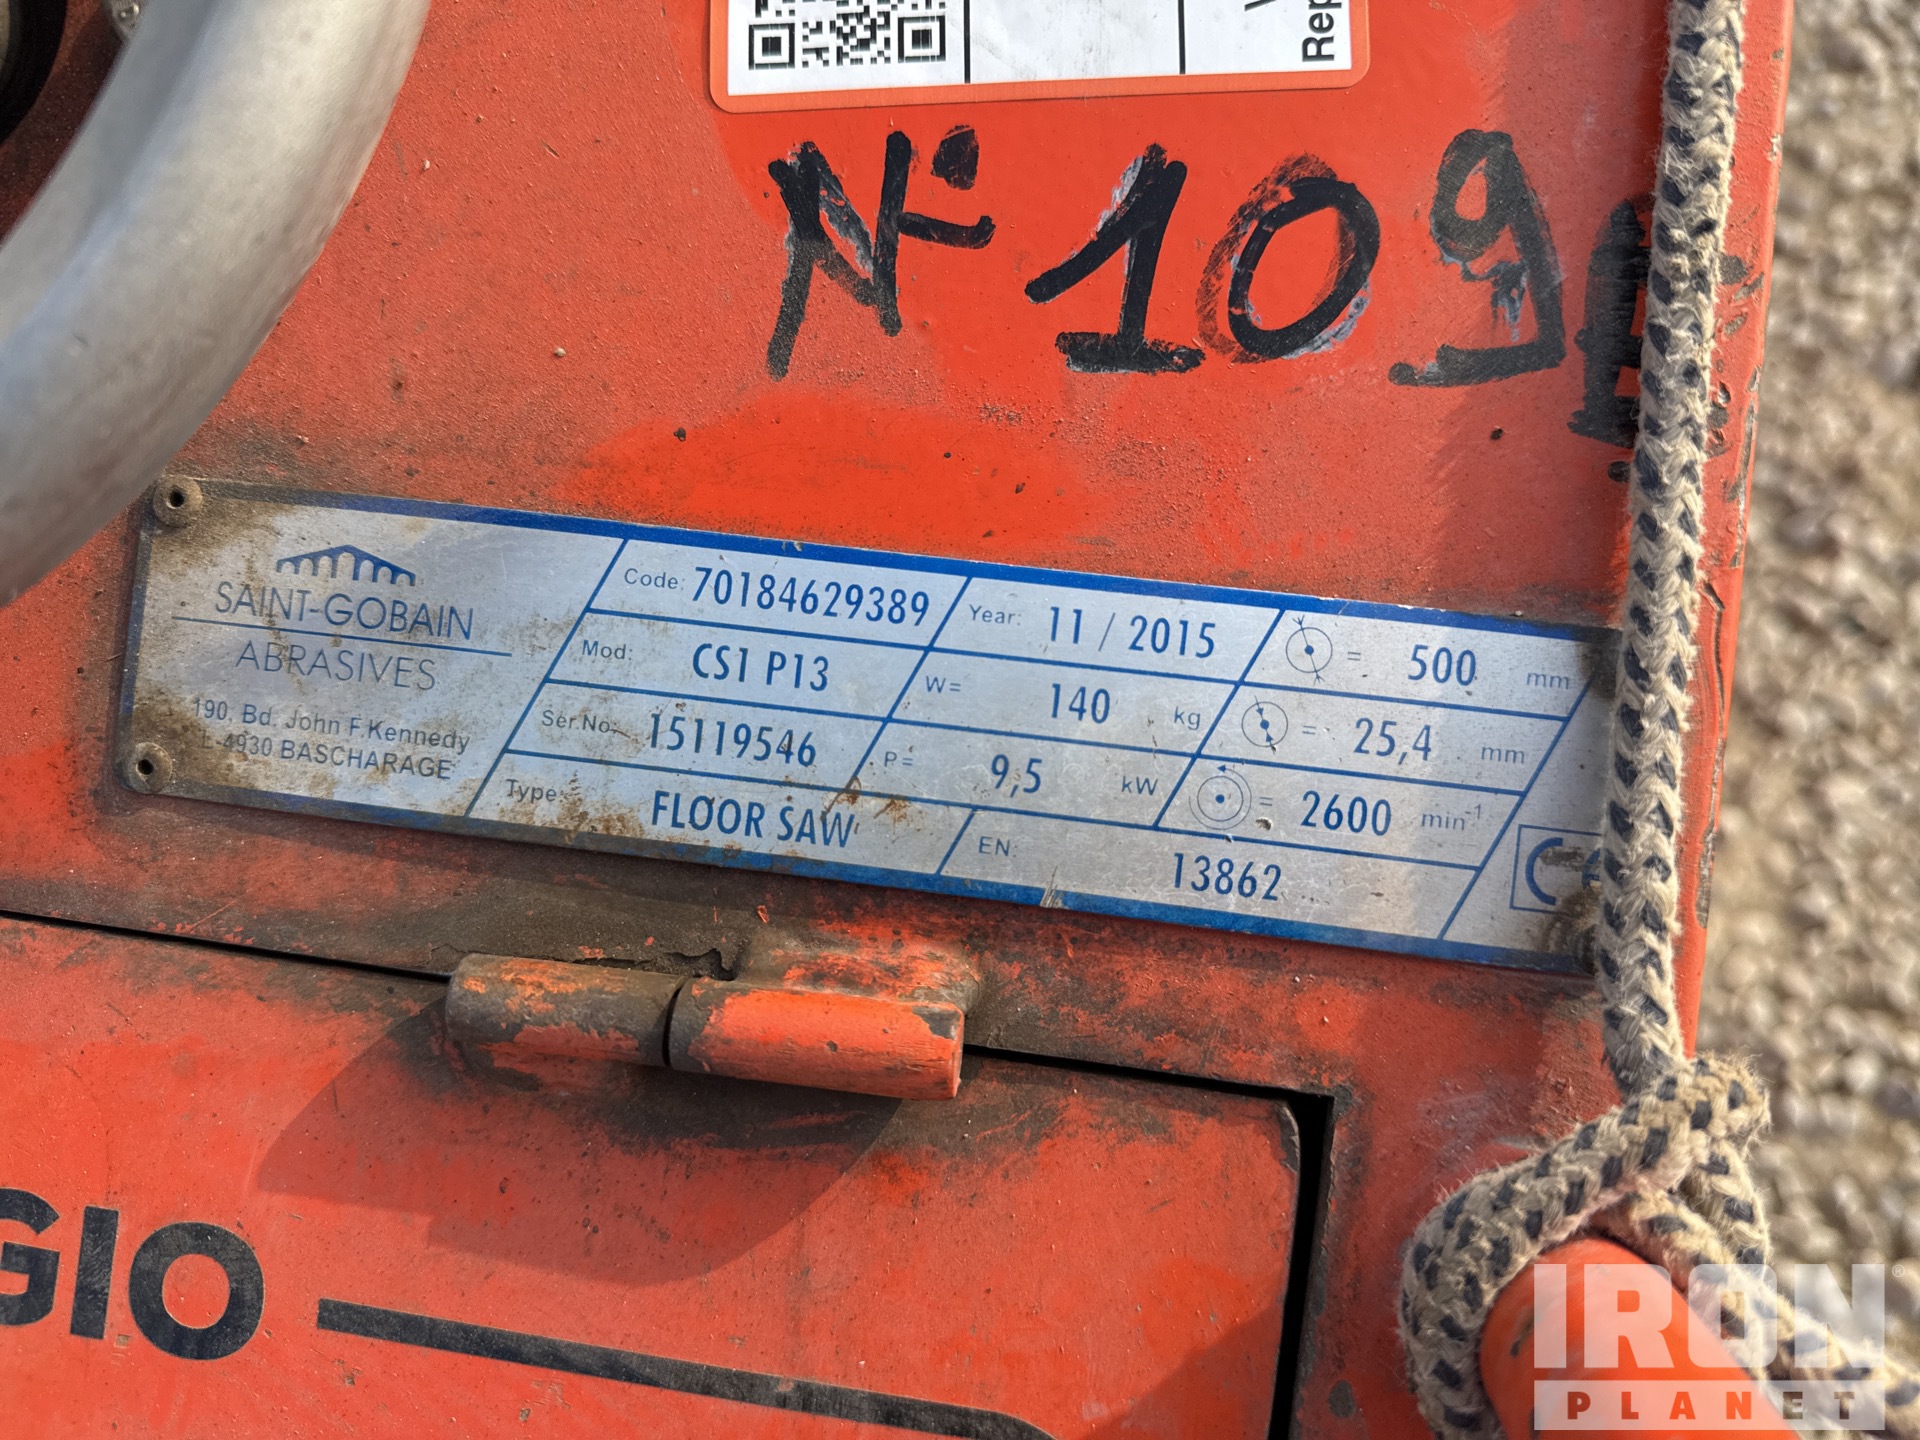 Rep
N° 109
SAINT-GOBAIN
ABRASIVES
190, Bd. John F.Kennedy
L-4930 BASCHARAGE
Code: 70184629389
Year: 11 / 2015
= 500 mm
Mod: CS1 P13
W= 140 kg
= 25,4 mm
Ser.No: 15119546
P= 9,5 kW
= 2600 min-1
Type: FLOOR SAW
EN: 13862
C
GIO
IRON
PLANET